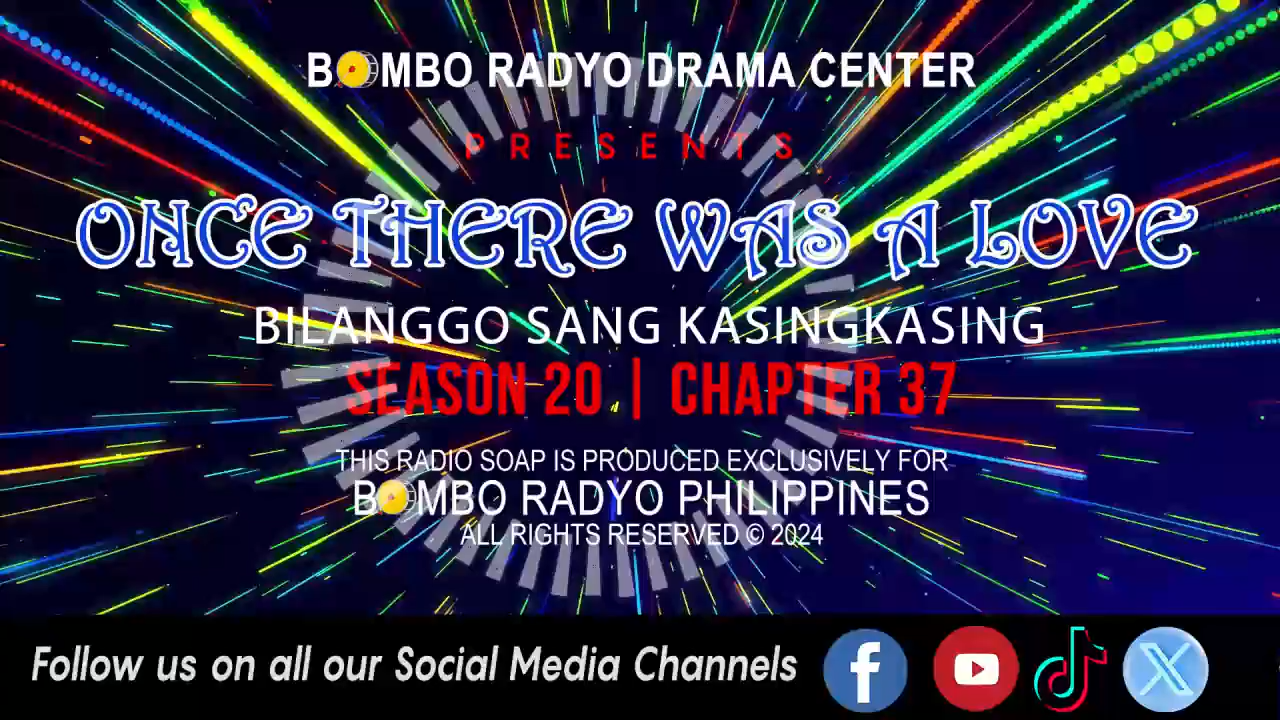 BOMBO RADYO DRAMA CENTER
PRESENTS
ONCE THERE WAS A LOVE
BILANGGO SANG KASINGKASING
SEASON 20 | CHAPTER 37
THIS RADIO SOAP IS PRODUCED EXCLUSIVELY FOR
BOMBO RADYO PHILIPPINES
ALL RIGHTS RESERVED © 2024
Follow us on all our Social Media Channels